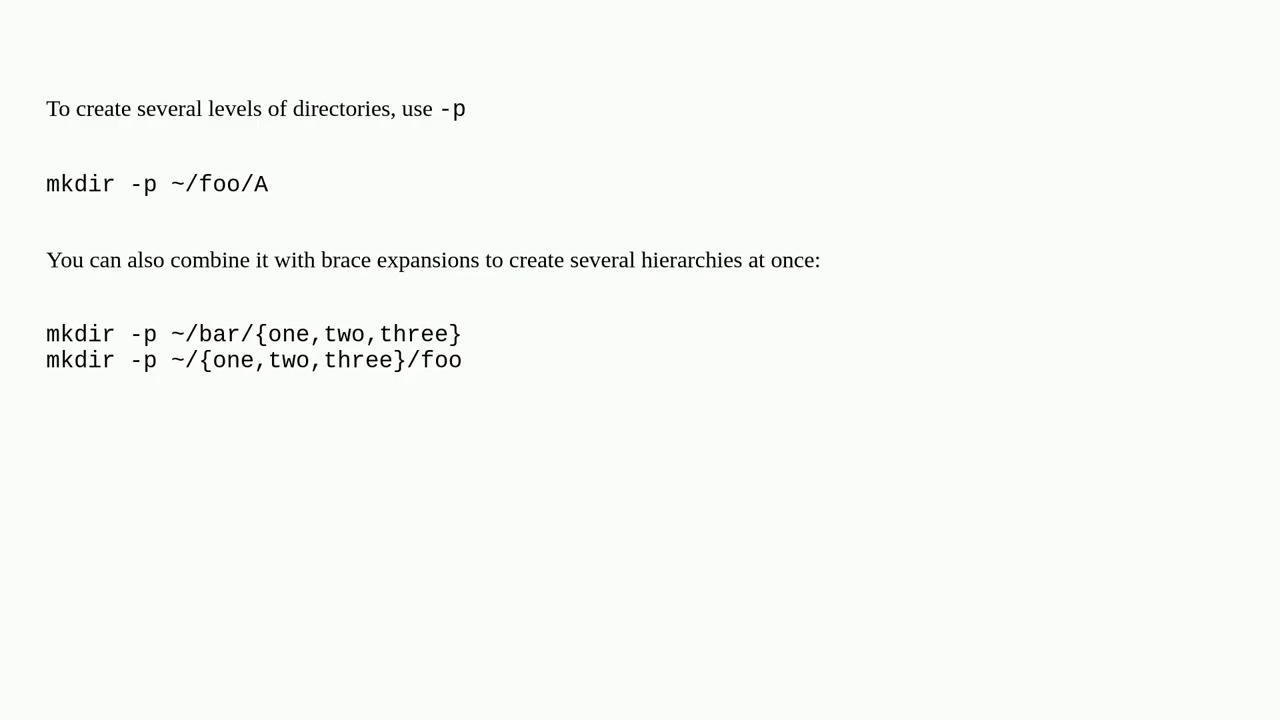 To create several levels of directories, use -p
mkdir -p ~/foo/A
You can also combine it with brace expansions to create several hierarchies at once:
mkdir -p ~/bar/{one,two,three}
mkdir -p ~/{one,two,three}/foo